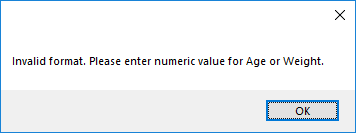 Invalid format. Please enter numeric value for Age or Weight.
OK